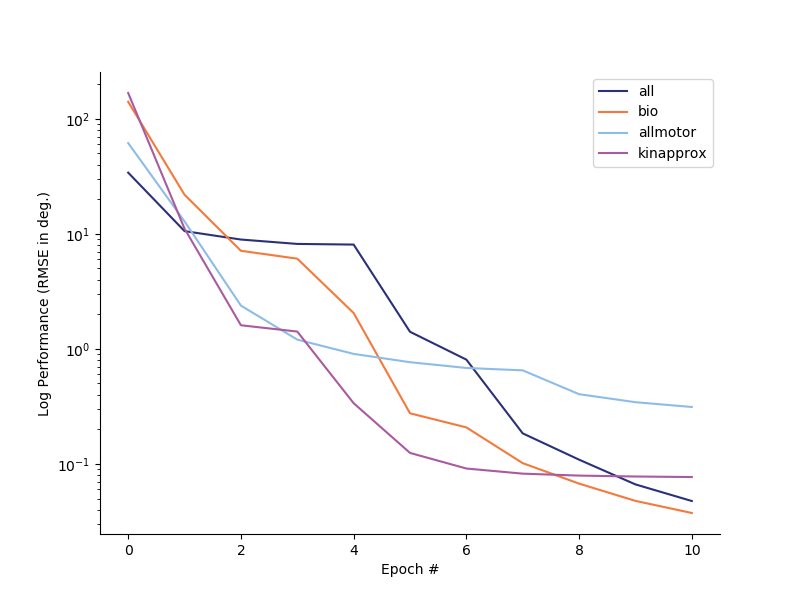 all
bio
allmotor
kinapprox
10²
10¹
10⁰
10⁻¹
Log Performance (RMSE in deg.)
0 2 4 6 8 10
Epoch #